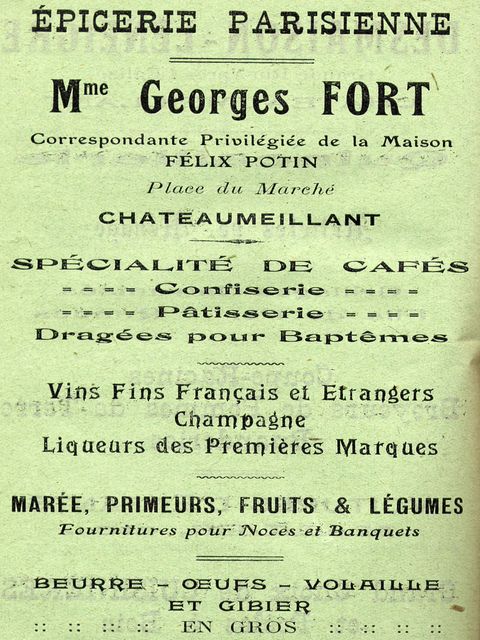 ÉPICERIE PARISIENNE
Mme Georges FORT
Correspondante Privilégiée de la Maison
FÉLIX POTIN
Place du Marché
CHATEAUMEILLANT
SPÉCIALITÉ DE CAFÉS
Confiserie
Pâtisserie
Dragées pour Baptêmes
Vins Fins Français et Etrangers
Champagne
Liqueurs des Premières Marques
MARÉE, PRIMEURS, FRUITS & LÉGUMES
Fournitures pour Noces et Banquets
BEURRE - ŒUFS - VOLAILLE
ET GIBIER
:: :: :: :: EN GROS :: :: :: ::